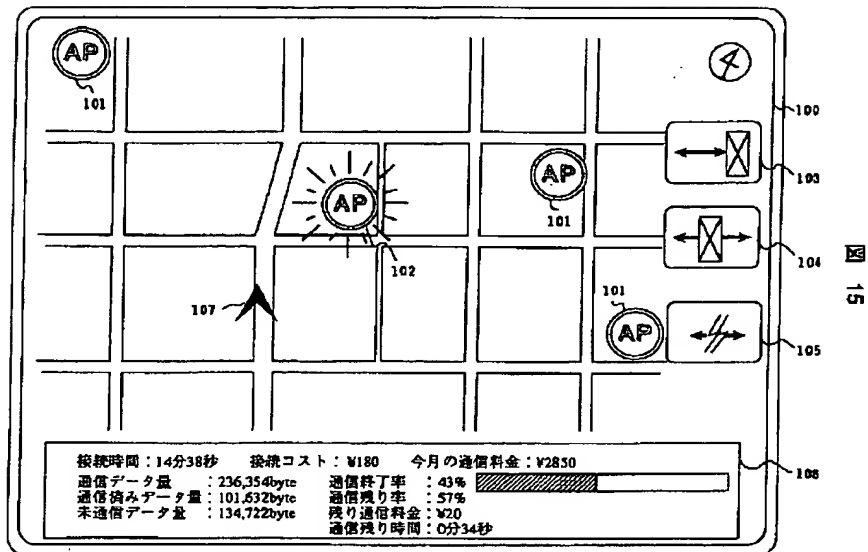 AP
101
4
100
103
AP
101
AP
102
104
図 15
107
101
AP
105
接続時間：14分38秒 接続コスト：¥180 今月の通信料金：¥2850
通信データ量 ：236,354byte 通信終了率 ：43%
通信済みデータ量：101,632byte 通信残り率 ：57%
未通信データ量 ：134,722byte 残り通信料金：¥20
通信残り時間：0分34秒
108